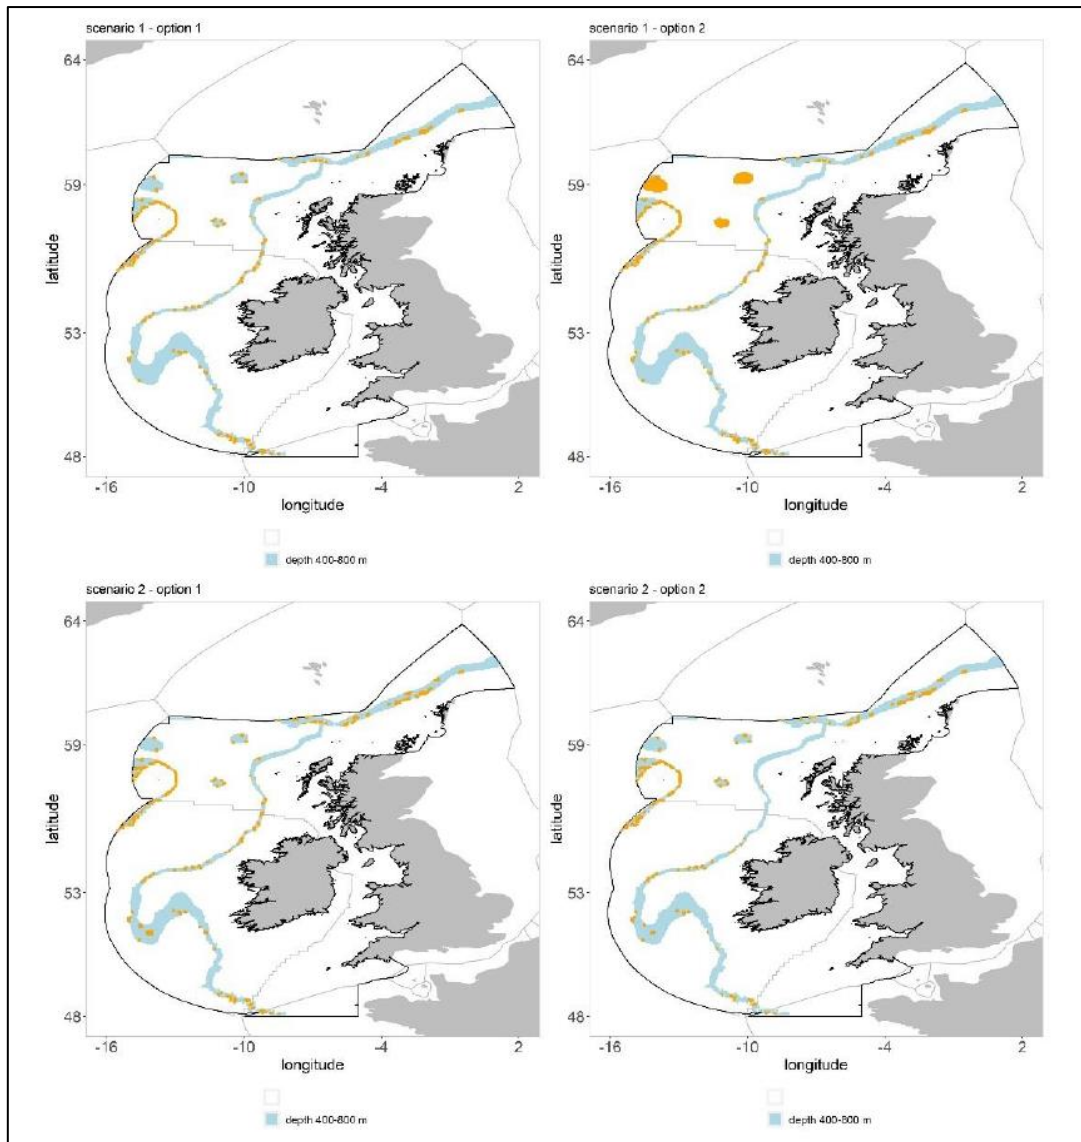 scenario 1 - option 1
scenario 1 - option 2
64
59
53
48
latitude
-16
-10
-4
2
longitude
depth 400-800 m
64
59
53
48
latitude
-16
-10
-4
2
longitude
depth 400-800 m
scenario 2 - option 1
scenario 2 - option 2
64
59
53
48
latitude
-16
-10
-4
2
longitude
depth 400-800 m
64
59
53
48
latitude
-16
-10
-4
2
longitude
depth 400-800 m